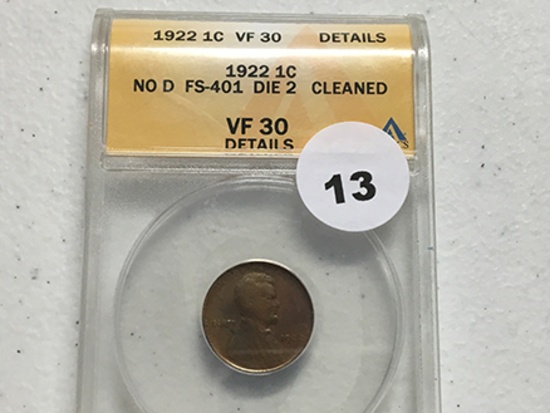 1922 1C VF 30 DETAILS
1922 1C
NO D FS-401 DIE 2 CLEANED
VF 30
DETAILS
13